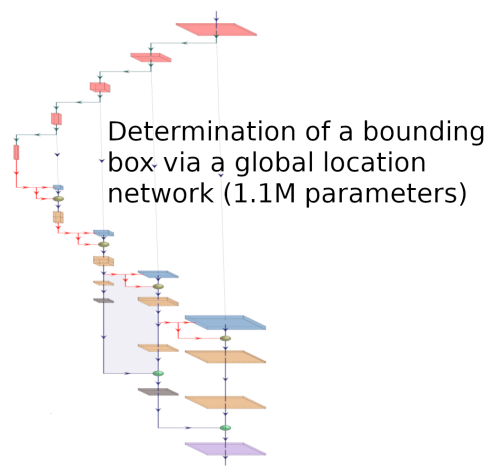 Determination of a bounding
box via a global location
network (1.1M parameters)